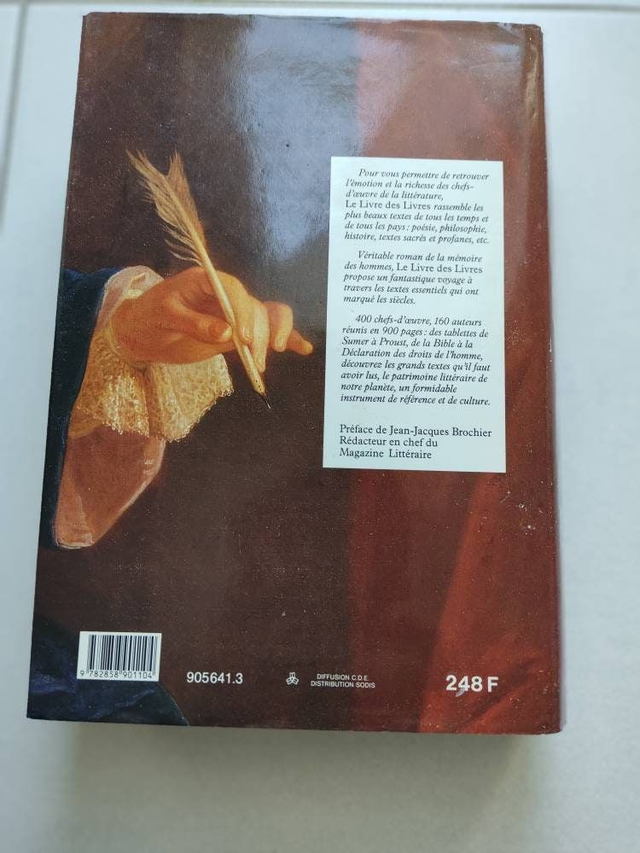 Pour vous permettre de retrouver
l'émotion et la richesse des chefs-
d'œuvre de la littérature,
Le Livre des Livres rassemble les
plus beaux textes de tous les temps et
de tous les pays : poésie, philosophie,
histoire, textes sacrés et profanes, etc.
Véritable roman de la mémoire
des hommes, Le Livre des Livres
propose un fantastique voyage à
travers les textes essentiels qui ont
marqué les siècles.
400 chefs-d'œuvre, 160 auteurs
réunis en 900 pages : des tablettes de
Sumer à Proust, de la Bible à la
Déclaration des droits de l'homme,
découvrez les grands textes qu'il faut
avoir lus, le patrimoine littéraire de
notre planète, un formidable
instrument de référence et de culture.
Préface de Jean-Jacques Brochier
Rédacteur en chef du
Magazine Littéraire
9 782858 901104
905641.3
DIFFUSION C.D.E.
DISTRIBUTION SODIS
248 F